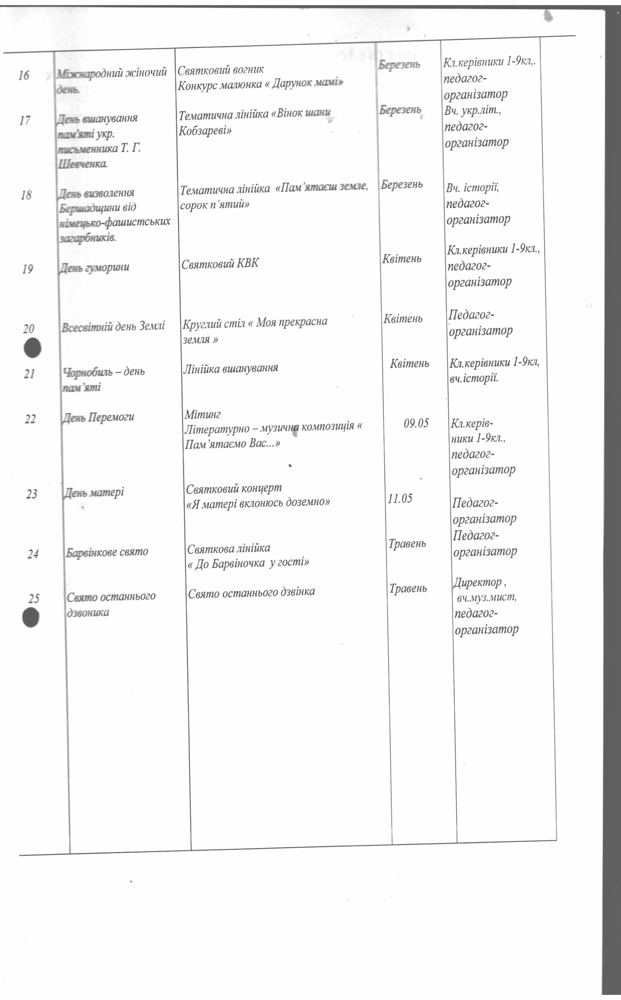 16
Міжнародний жіночий
день.
Святковий вогник
Конкурс малюнка « Дарунок мамі»
Березень
Кл.керівники 1-9кл,.
педагог-
організатор
17
День вшанування
пам'яті укр.
письменника Т. Г.
Шевченка.
Тематична лінійка «Вінок шани
Кобзареві»
Березень
Вч. укр.літ.,
педагог-
організатор
18
День визволення
Бершадщини від
німецько-фашистських
загарбників.
Тематична лінійка «Пам’ятаєш земле,
сорок п’ятий»
Березень
Вч. історії,
педагог-
організатор
19
День гуморини
Святковий КВК
Квітень
Кл.керівники 1-9кл.,
педагог-
організатор
20
Всесвітній день Землі
Круглий стіл « Моя прекрасна
земля »
Квітень
Педагог-
організатор
21
Чорнобиль – день
пам’яті
Лінійка вшанування
Квітень
Кл.керівники 1-9кл,
вч.історії.
22
День Перемоги
Мітинг
Літературно – музична композиція «
Пам’ятаємо Вас...»
09.05
Кл.керів-
ники 1-9кл.,
педагог-
організатор
23
День матері
Святковий концерт
«Я матері вклонюсь доземно»
11.05
Педагог-
організатор
24
Барвінкове свято
Святкова лінійка
« До Барвіночка у гості»
Травень
Педагог-
організатор
25
Свято останнього
дзвоника
Свято останнього дзвінка
Травень
Директор ,
вч.муз.мист,
педагог-
організатор